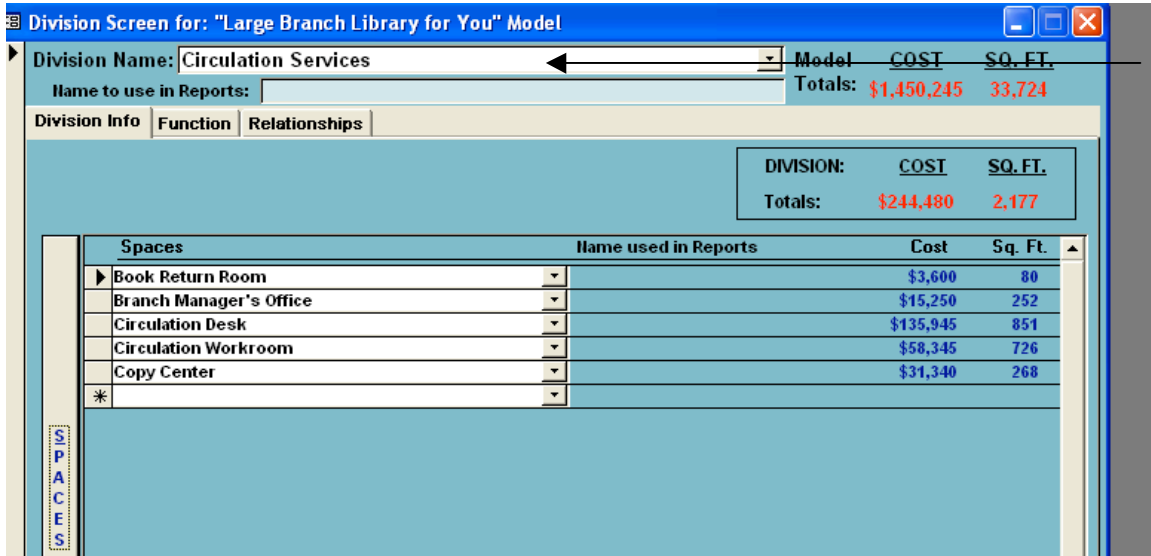 Division Screen for: "Large Branch Library for You" Model
Division Name: Circulation Services Model COST SQ. FT.
Name to use in Reports: Totals: $1,450,245 33,724
Division Info Function Relationships
DIVISION: COST SQ. FT.
Totals: $244,480 2,177
Spaces Name used in Reports Cost Sq. Ft.
Book Return Room $3,600 80
Branch Manager's Office $15,250 252
Circulation Desk $135,945 851
Circulation Workroom $58,345 726
Copy Center $31,340 268
*
SPACES